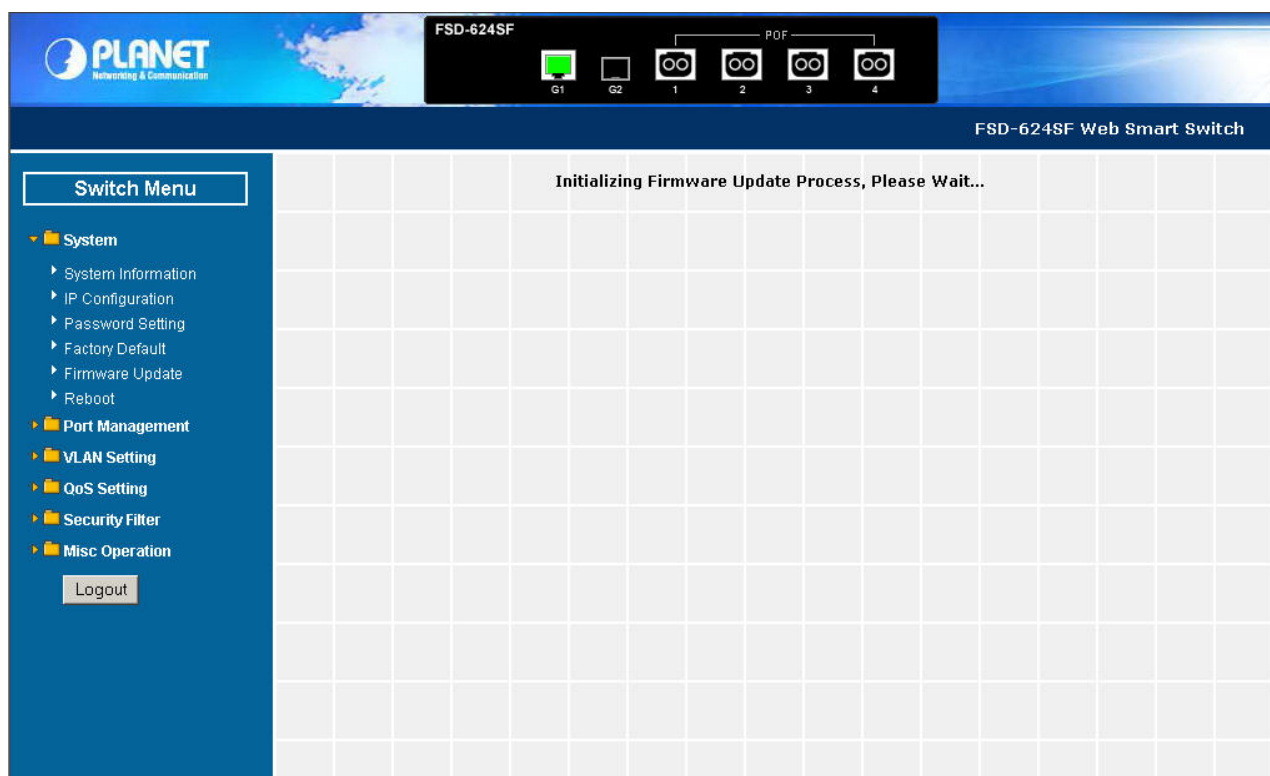 PLANET
Networking & Communication
FSD-624SF
POF
G1 G2 1 2 3 4
FSD-624SF Web Smart Switch
Switch Menu
Initializing Firmware Update Process, Please Wait...
System
System Information
IP Configuration
Password Setting
Factory Default
Firmware Update
Reboot
Port Management
VLAN Setting
QoS Setting
Security Filter
Misc Operation
Logout